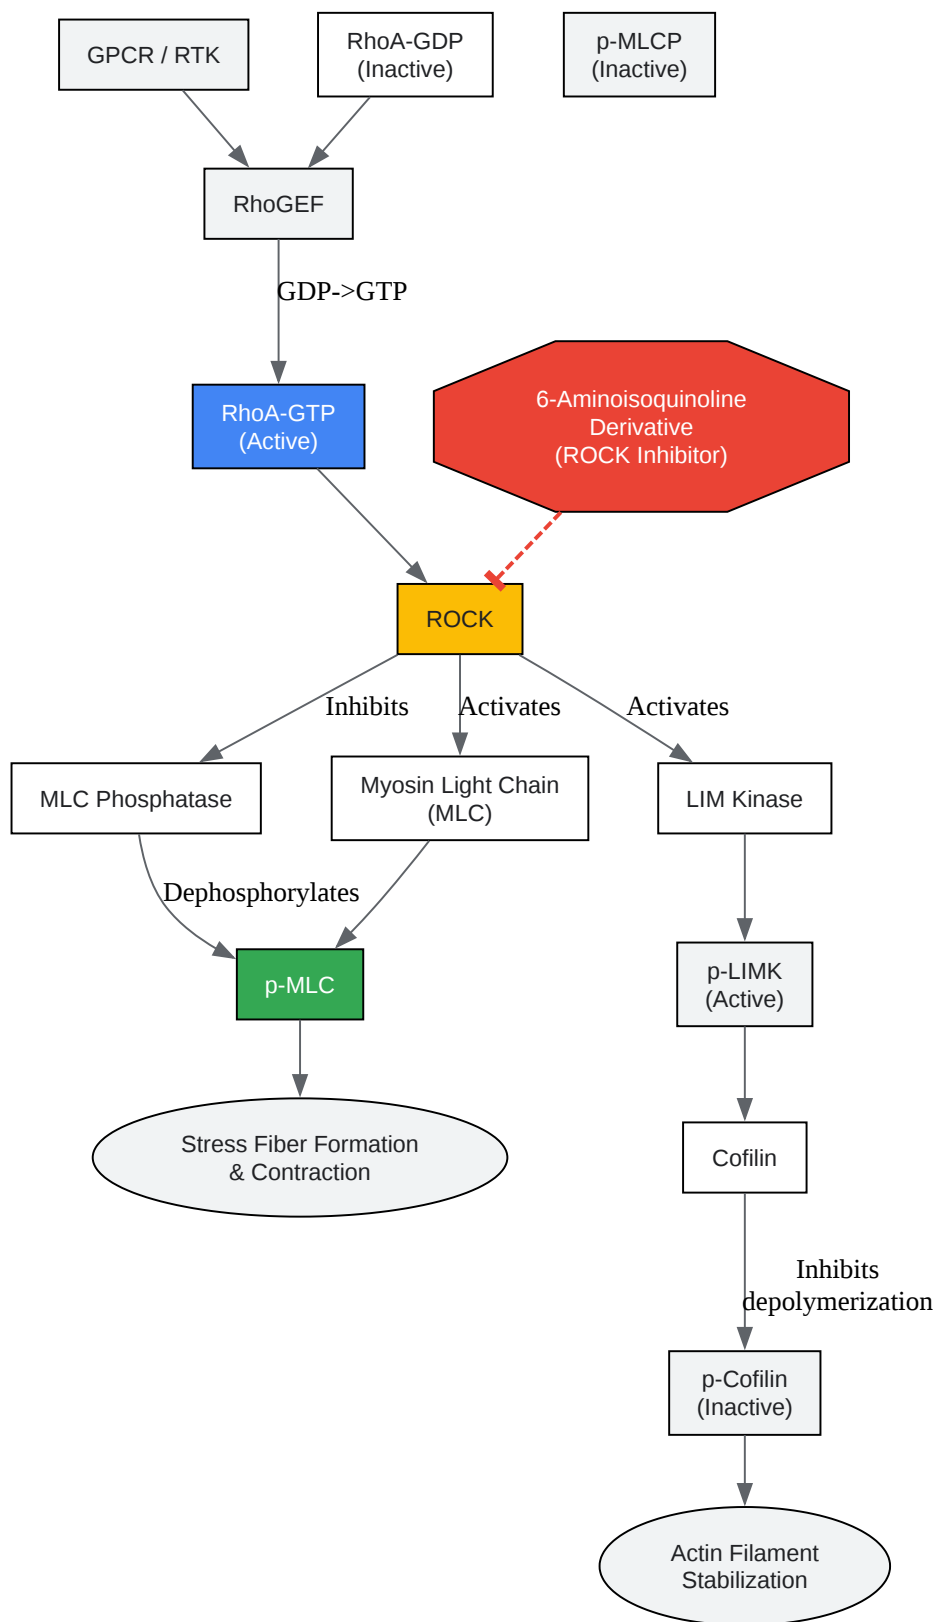 GPCR / RTK
RhoA-GDP
(Inactive)
p-MLCP
(Inactive)
RhoGEF
GDP->GTP
RhoA-GTP
(Active)
6-Aminoisoquinoline
Derivative
(ROCK Inhibitor)
ROCK
Inhibits
Activates
Activates
MLC Phosphatase
Myosin Light Chain
(MLC)
LIM Kinase
Dephosphorylates
p-MLC
p-LIMK
(Active)
Stress Fiber Formation
& Contraction
Cofilin
Inhibits
depolymerization
p-Cofilin
(Inactive)
Actin Filament
Stabilization